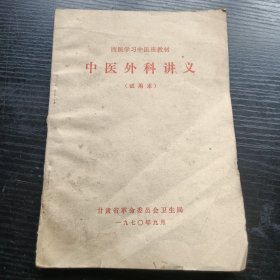 西医学习中医班教材
中医外科讲义
(试用本)
甘肃省革命委员会卫生局
一九七〇年九月